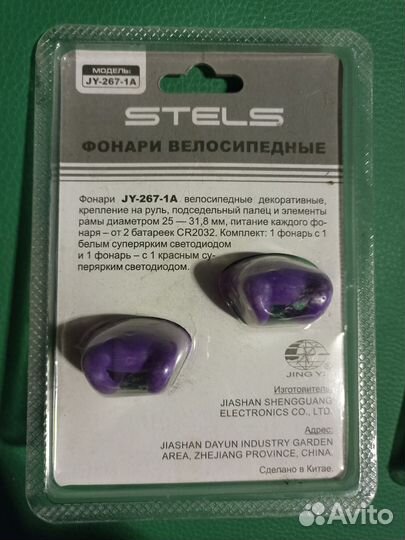 МОДЕЛЬ:
JY-267-1A
STELS
ФОНАРИ ВЕЛОСИПЕДНЫЕ
Фонари JY-267-1A велосипедные декоративные,
крепление на руль, подседельный палец и элементы
рамы диаметром 25 — 31,8 мм, питание каждого фо-
наря – от 2 батареек CR2032. Комплект: 1 фонарь с 1
белым суперярким светодиодом
и 1 фонарь – с 1 красным су-
перярким светодиодом.
JING YI
Изготовитель:
JIASHAN SHENGGUANG
ELECTRONICS CO., LTD.
Адрес:
JIASHAN DAYUN INDUSTRY GARDEN
AREA, ZHEJIANG PROVINCE, CHINA.
Сделано в Китае.
Avito